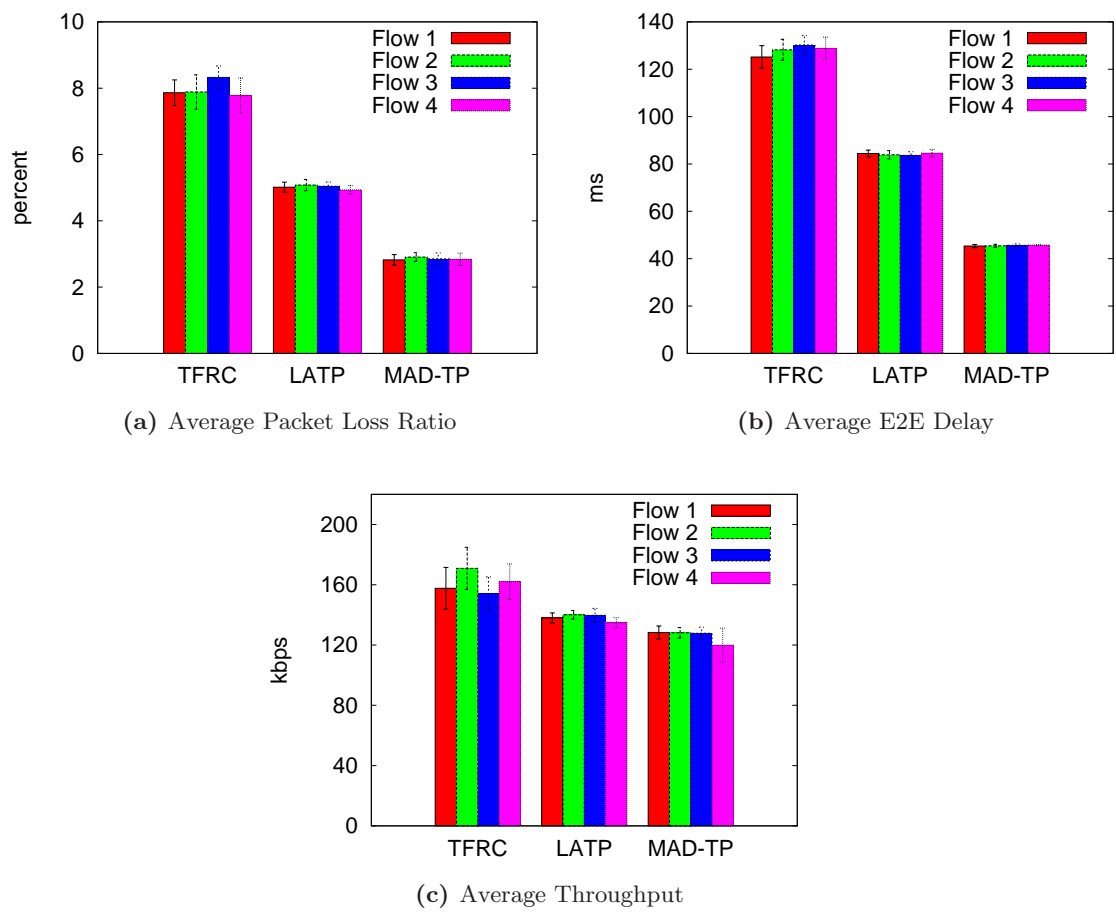 10
8
6
4
2
0
percent
Flow 1
Flow 2
Flow 3
Flow 4
TFRC LATP MAD-TP
(a) Average Packet Loss Ratio
140
120
100
80
60
40
20
0
ms
Flow 1
Flow 2
Flow 3
Flow 4
TFRC LATP MAD-TP
(b) Average E2E Delay
200
160
120
80
40
0
kbps
Flow 1
Flow 2
Flow 3
Flow 4
TFRC LATP MAD-TP
(c) Average Throughput